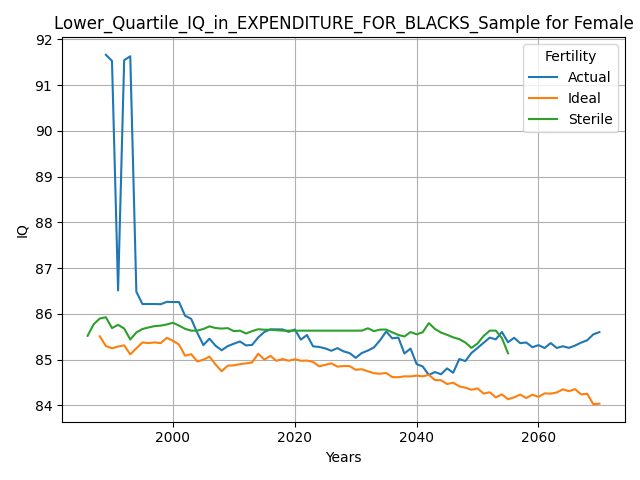 Lower_Quartile_IQ_in_EXPENDITURE_FOR_BLACKS_Sample for Female
Fertility
Actual
Ideal
Sterile
92
91
90
89
88
87
86
85
84
IQ
2000
2020
2040
2060
Years